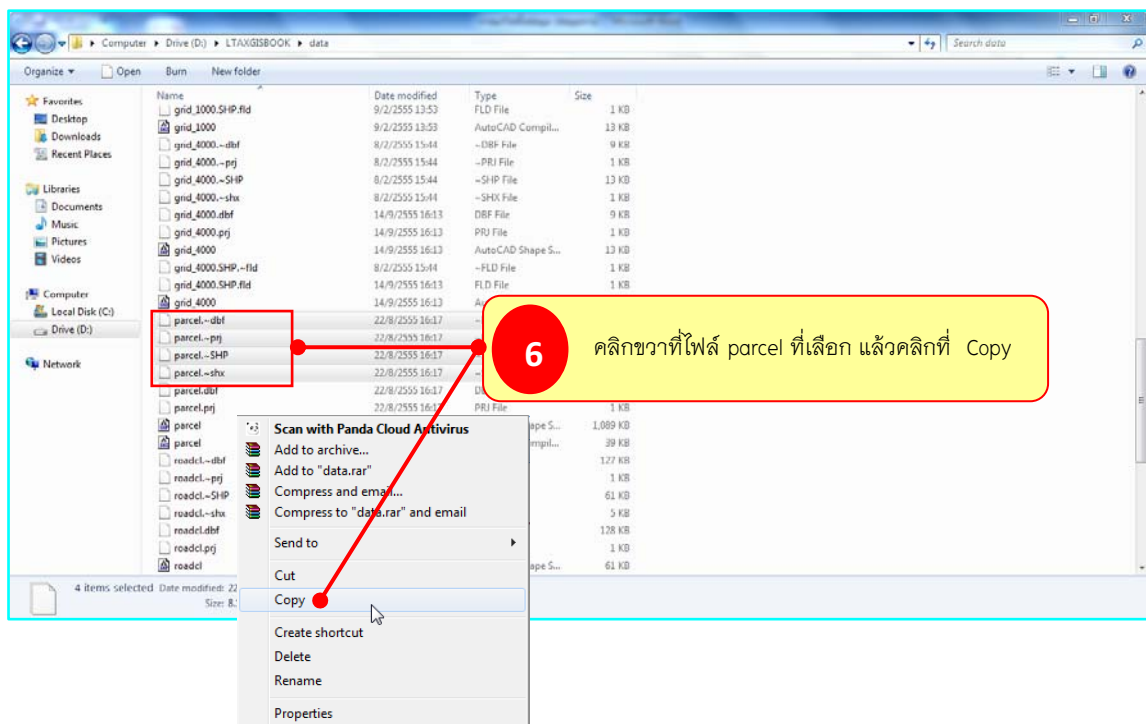 Computer ▸ Drive (D:) ▸ LTAXGISBOOK ▸ data
Search data
Organize
Open
Burn
New folder
Favorites
Desktop
Downloads
Recent Places
Libraries
Documents
Music
Pictures
Videos
Computer
Local Disk (C:)
Drive (D:)
Network
Name Date modified Type Size
grid_1000.SHP.fld 9/2/2555 13:53 FLD File 1 KB
grid_1000 9/2/2555 13:53 AutoCAD Compil... 13 KB
grid_4000.~dbf 8/2/2555 15:44 ~DBF File 9 KB
grid_4000.~prj 8/2/2555 15:44 ~PRJ File 1 KB
grid_4000.~SHP 8/2/2555 15:44 ~SHP File 13 KB
grid_4000.~shx 8/2/2555 15:44 ~SHX File 1 KB
grid_4000.dbf 14/9/2555 16:13 DBF File 9 KB
grid_4000.prj 14/9/2555 16:13 PRJ File 1 KB
grid_4000 14/9/2555 16:13 AutoCAD Shape S... 13 KB
grid_4000.SHP.~fld 8/2/2555 15:44 ~FLD File 1 KB
grid_4000.SHP.fld 14/9/2555 16:13 FLD File 1 KB
grid_4000 14/9/2555 16:13
parcel.~dbf 22/8/2555 16:17
parcel.~prj 22/8/2555 16:17
parcel.~SHP 22/8/2555 16:17
parcel.~shx 22/8/2555 16:17
parcel.dbf 22/8/2555 16:17
parcel.prj 22/8/2555 16:17 PRJ File 1 KB
parcel ape S... 1,089 KB
parcel ompil... 39 KB
roadcl.~dbf 127 KB
roadcl.~prj 1 KB
roadcl.~SHP 61 KB
roadcl.~shx 5 KB
roadcl.dbf 128 KB
roadcl.prj 1 KB
roadcl ape S... 61 KB
6 คลิกขวาที่ไฟล์ parcel ที่เลือก แล้วคลิกที่ Copy
Scan with Panda Cloud Antivirus
Add to archive...
Add to "data.rar"
Compress and email...
Compress to "data.rar" and email
Send to
Cut
Copy
Create shortcut
Delete
Rename
Properties
4 items selected Date modified: 22
Size: 8.